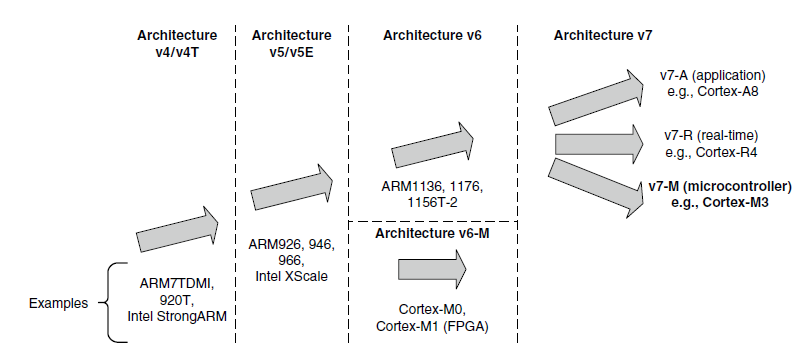 Architecture
v4/v4T
Architecture
v5/v5E
Architecture v6
Architecture v7
v7-A (application)
e.g., Cortex-A8
v7-R (real-time)
e.g., Cortex-R4
v7-M (microcontroller)
e.g., Cortex-M3
ARM1136, 1176,
1156T-2
Architecture v6-M
Cortex-M0,
Cortex-M1 (FPGA)
ARM926, 946,
966,
Intel XScale
Examples
ARM7TDMI,
920T,
Intel StrongARM